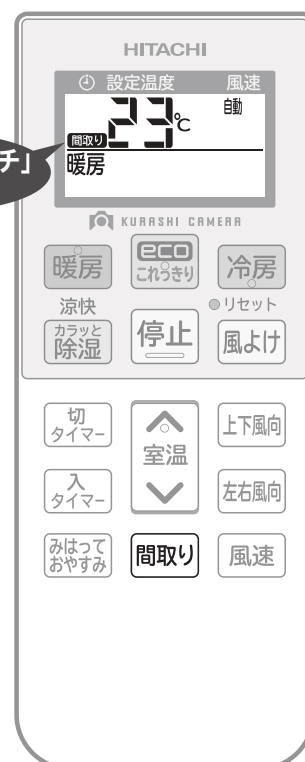 HITACHI
設定温度 風速
自動
間取り 23℃
チ」
暖房
KURASHI CAMERA
暖房 eco これっきり 冷房
涼快 リセット
カラッと除湿 停止 風よけ
切タイマー 上下風向
室温
入タイマー 左右風向
みはっておやすみ 間取り 風速